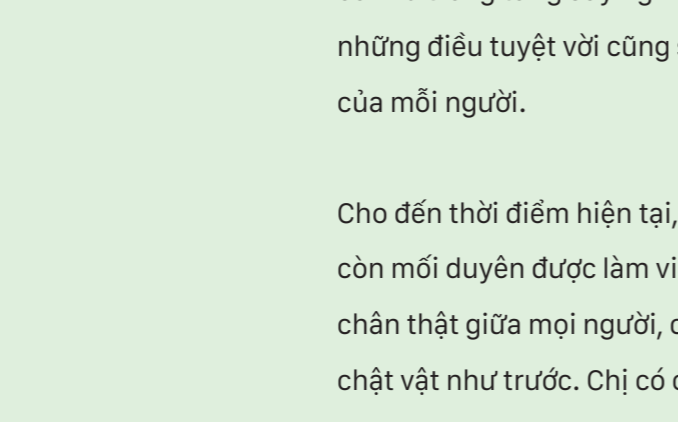 những điều tuyệt vời cũng
của mỗi người.
Cho đến thời điểm hiện tại,
còn mối duyên được làm vi
chân thật giữa mọi người,
chật vật như trước. Chị có